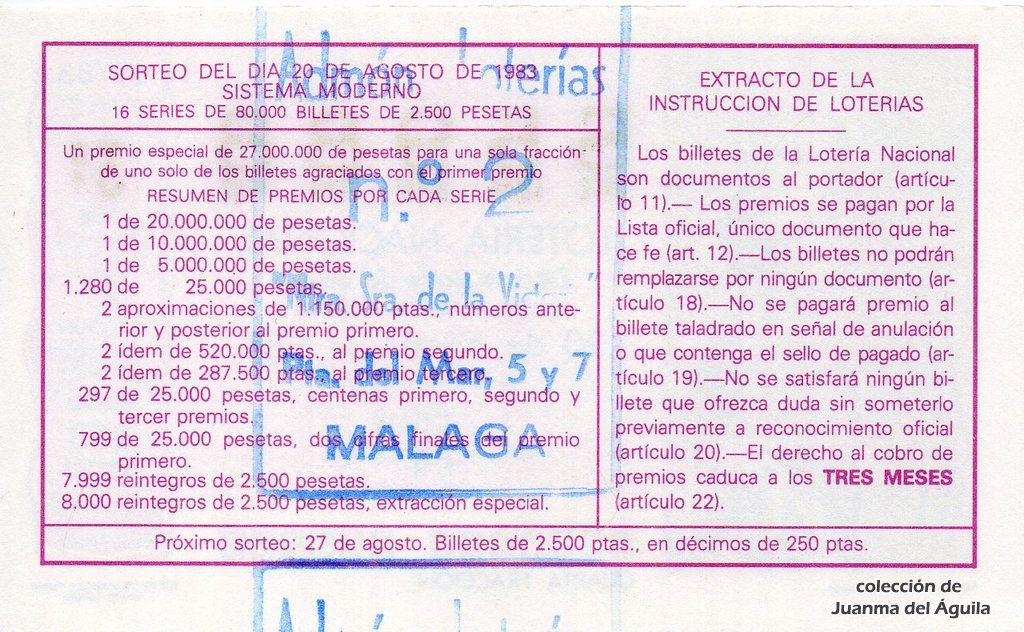 SORTEO DEL DIA 20 DE AGOSTO DE 1983
SISTEMA MODERNO
16 SERIES DE 80.000 BILLETES DE 2.500 PESETAS
Un premio especial de 27.000.000 de pesetas para una sola fracción
de uno solo de los billetes agraciados con el primer premio
RESUMEN DE PREMIOS POR CADA SERIE
1 de 20.000.000 de pesetas.
1 de 10.000.000 de pesetas.
1 de 5.000.000 de pesetas.
1.280 de 25.000 pesetas.
2 aproximaciones de 1.150.000 ptas., números ante-
rior y posterior al premio primero.
2 ídem de 520.000 ptas., al premio segundo.
2 ídem de 287.500 ptas., al premio tercero.
297 de 25.000 pesetas, centenas primero, segundo y
tercer premios.
799 de 25.000 pesetas, dos cifras finales del premio
primero.
7.999 reintegros de 2.500 pesetas.
8.000 reintegros de 2.500 pesetas, extracción especial.
EXTRACTO DE LA
INSTRUCCION DE LOTERIAS
Los billetes de la Lotería Nacional
son documentos al portador (artícu-
lo 11).— Los premios se pagan por la
Lista oficial, único documento que ha-
ce fe (art. 12).—Los billetes no podrán
remplazarse por ningún documento (ar-
tículo 18).—No se pagará premio al
billete taladrado en señal de anulación
o que contenga el sello de pagado (ar-
tículo 19).—No se satisfará ningún bi-
llete que ofrezca duda sin someterlo
previamente a reconocimiento oficial
(artículo 20).—El derecho al cobro de
premios caduca a los TRES MESES
(artículo 22).
Próximo sorteo: 27 de agosto. Billetes de 2.500 ptas., en décimos de 250 ptas.
Admón. Loterías
n.º 2
"Ntra. Sra. de la Victoria"
Pla. del Mar, 5 y 7
MALAGA
colección de
Juanma del Águila